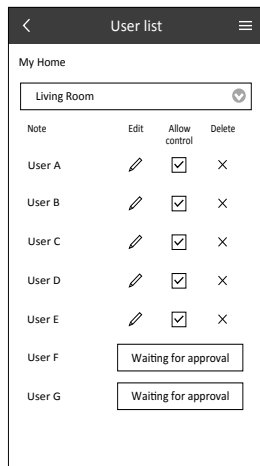 User list
My Home
Living Room
Note Edit Allow control Delete
User A
User B
User C
User D
User E
User F Waiting for approval
User G Waiting for approval